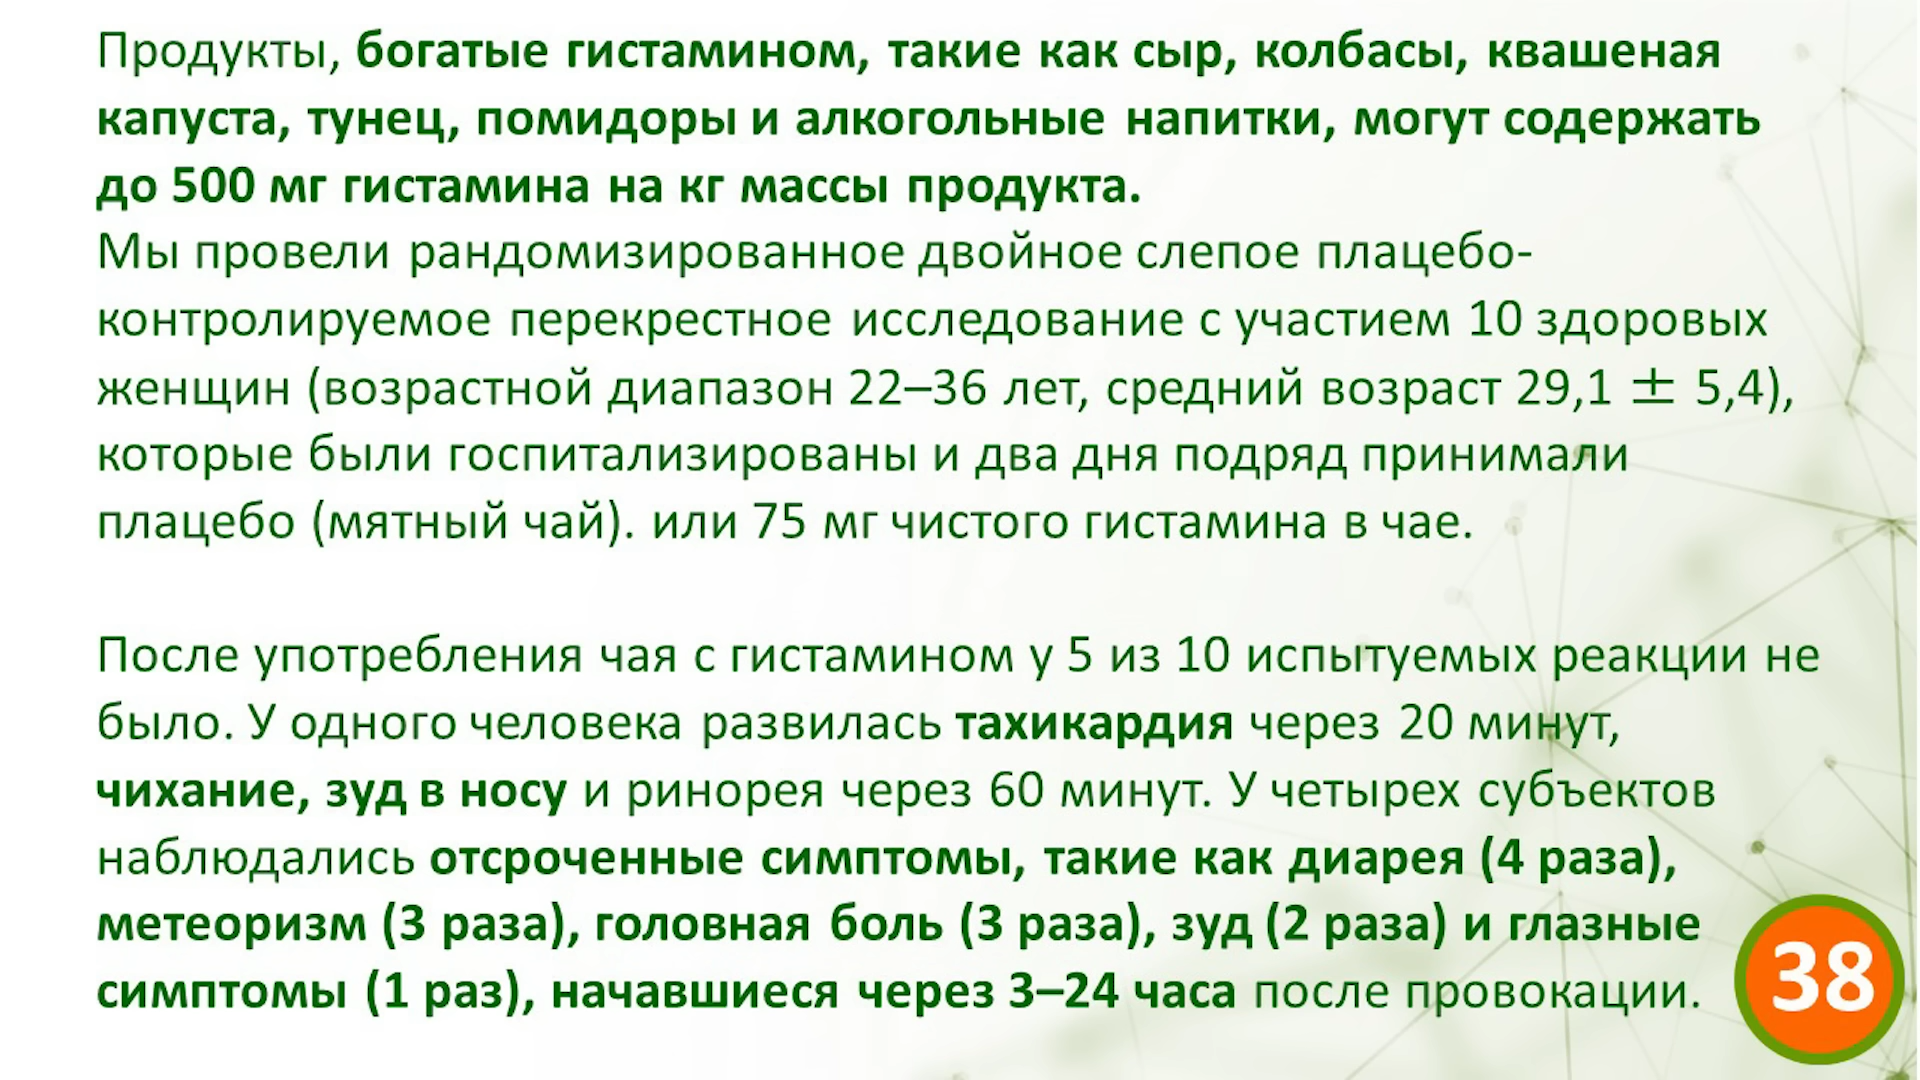 Продукты, богатые гистамином, такие как сыр, колбасы, квашеная
капуста, тунец, помидоры и алкогольные напитки, могут содержать
до 500 мг гистамина на кг массы продукта.
Мы провели рандомизированное двойное слепое плацебо-
контролируемое перекрестное исследование с участием 10 здоровых
женщин (возрастной диапазон 22–36 лет, средний возраст 29,1 ± 5,4),
которые были госпитализированы и два дня подряд принимали
плацебо (мятный чай). или 75 мг чистого гистамина в чае.
После употребления чая с гистамином у 5 из 10 испытуемых реакции не
было. У одного человека развилась тахикардия через 20 минут,
чихание, зуд в носу и ринорея через 60 минут. У четырех субъектов
наблюдались отсроченные симптомы, такие как диарея (4 раза),
метеоризм (3 раза), головная боль (3 раза), зуд (2 раза) и глазные
симптомы (1 раз), начавшиеся через 3–24 часа после провокации.
38